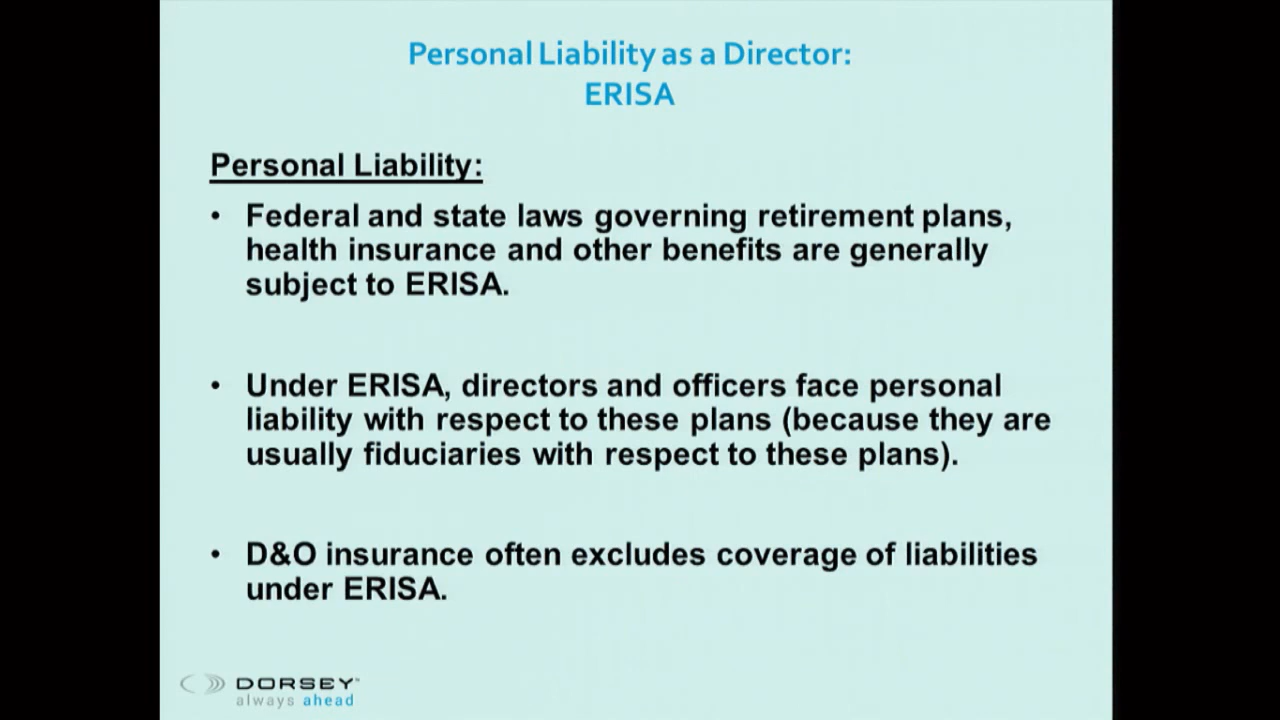 Personal Liability as a Director:
ERISA
Personal Liability:
• Federal and state laws governing retirement plans,
health insurance and other benefits are generally
subject to ERISA.
• Under ERISA, directors and officers face personal
liability with respect to these plans (because they are
usually fiduciaries with respect to these plans).
• D&O insurance often excludes coverage of liabilities
under ERISA.
DORSEY™
always ahead